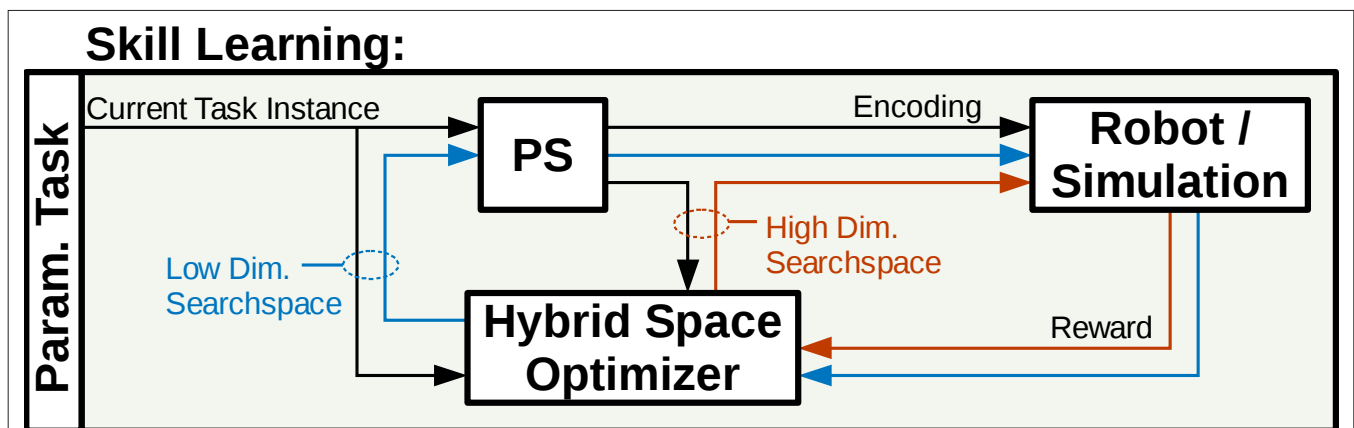 Skill Learning:
Param. Task
Current Task Instance
PS
Encoding
Robot /
Simulation
Low Dim.
Searchspace
High Dim.
Searchspace
Hybrid Space
Optimizer
Reward